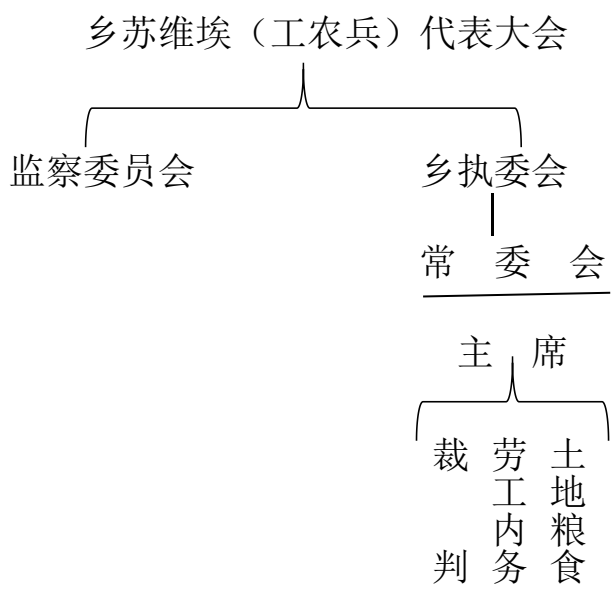 乡苏维埃（工农兵）代表大会
监察委员会
乡执委会
常委会
主席
裁判
劳工内务
土地粮食